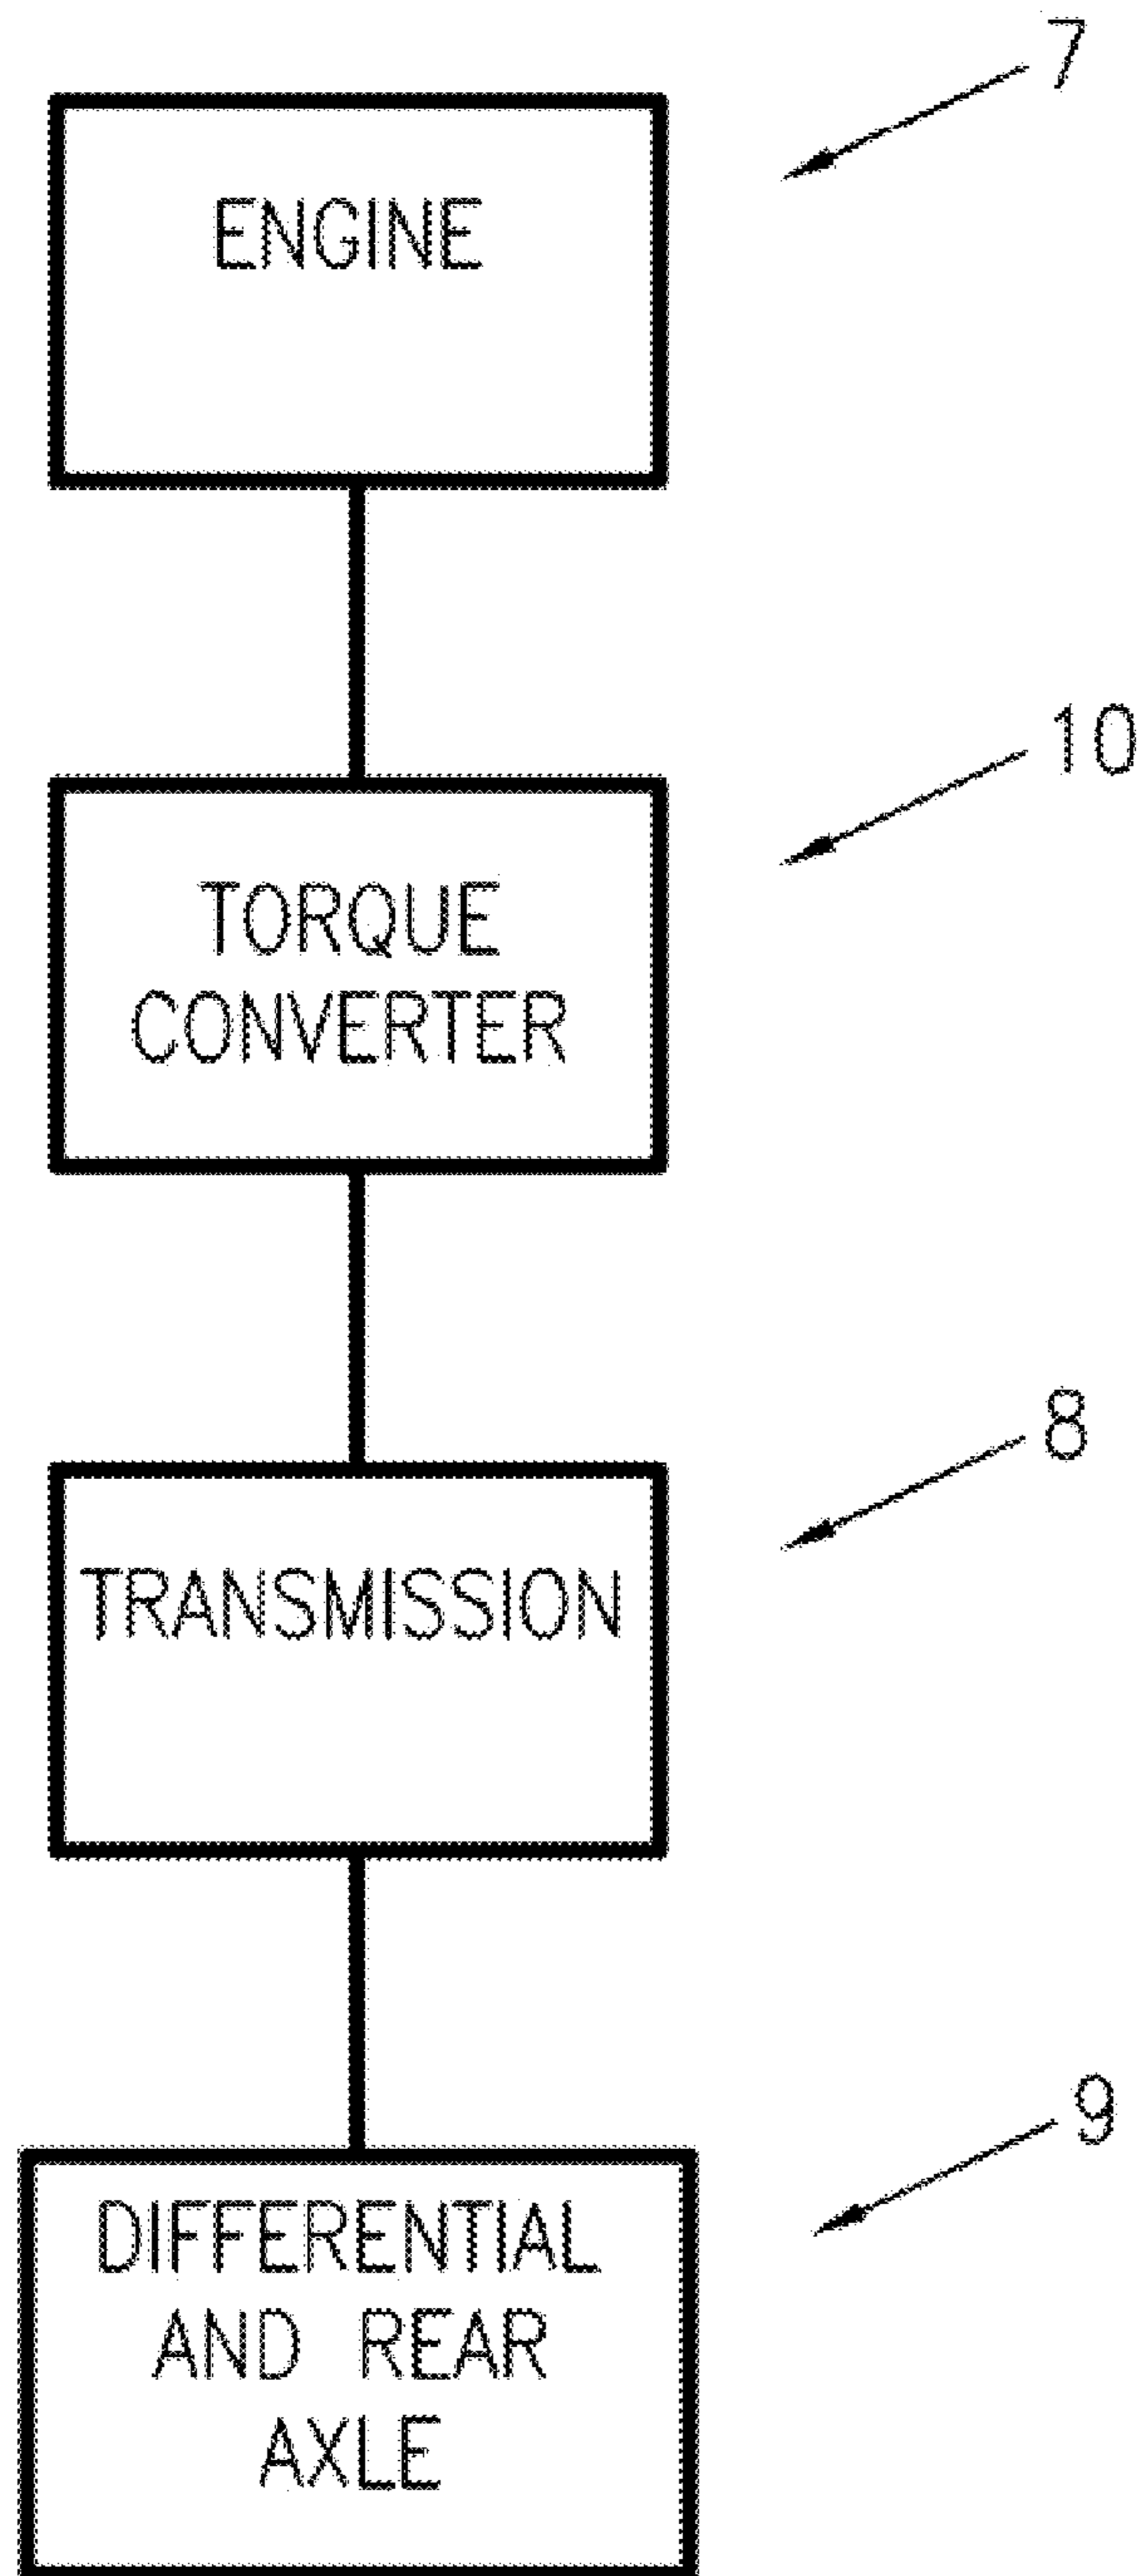 7
ENGINE
10
TORQUE
CONVERTER
8
TRANSMISSION
9
DIFFERENTIAL
AND REAR
AXLE